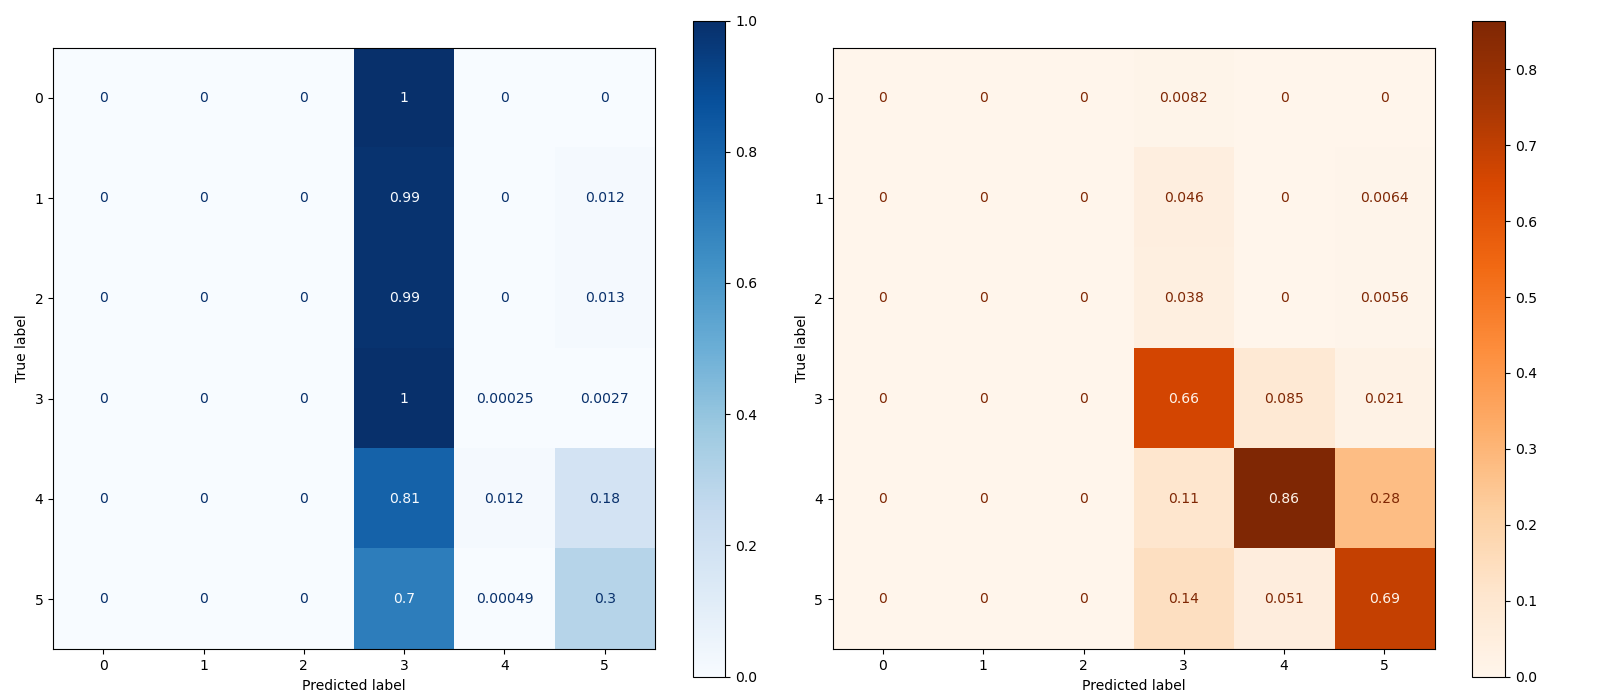 1.0
0 0 0 0 1 0 0
1 0 0 0 0.99 0 0.012
0.8
2 0 0 0 0.99 0 0.013
0.6
3 0 0 0 1 0.00025 0.0027
0.4
4 0 0 0 0.81 0.012 0.18
0.2
5 0 0 0 0.7 0.00049 0.3
0.0
0 1 2 3 4 5
True label
Predicted label
0 0 0 0 0.0082 0 0
0.8
0.7
1 0 0 0 0.046 0 0.0064
0.6
2 0 0 0 0.038 0 0.0056
0.5
0.4
3 0 0 0 0.66 0.085 0.021
0.3
4 0 0 0 0.11 0.86 0.28
0.2
5 0 0 0 0.14 0.051 0.69
0.1
0.0
0 1 2 3 4 5
True label
Predicted label